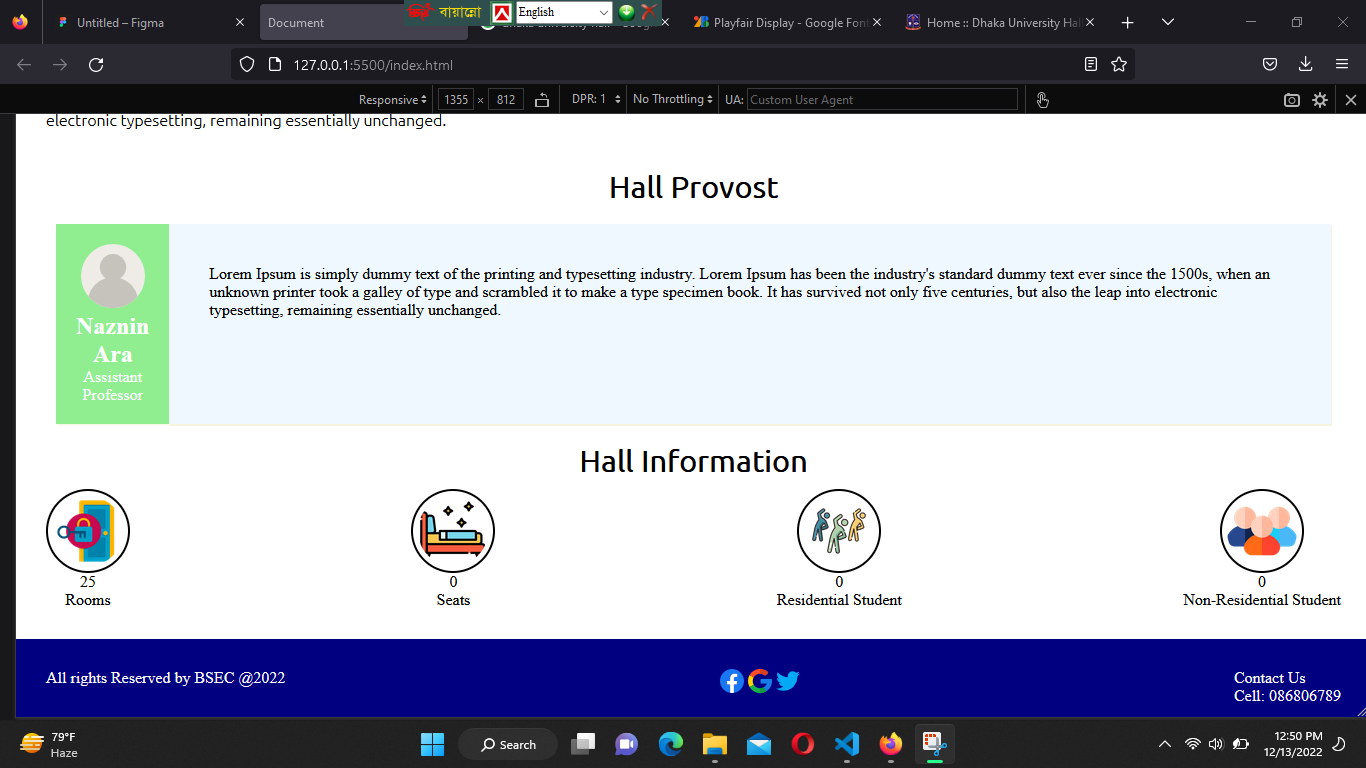 Untitled – Figma
Document
বায়ান্নো
English
Dhaka University Hall - Google
Playfair Display - Google Font
Home :: Dhaka University Hall
127.0.0.1:5500/index.html
Responsive 1355 × 812 DPR: 1 No Throttling UA: Custom User Agent
electronic typesetting, remaining essentially unchanged.
Hall Provost
Naznin
Ara
Assistant
Professor
Lorem Ipsum is simply dummy text of the printing and typesetting industry. Lorem Ipsum has been the industry's standard dummy text ever since the 1500s, when an
unknown printer took a galley of type and scrambled it to make a type specimen book. It has survived not only five centuries, but also the leap into electronic
typesetting, remaining essentially unchanged.
Hall Information
25
Rooms
0
Seats
0
Residential Student
0
Non-Residential Student
All rights Reserved by BSEC @2022
Contact Us
Cell: 086806789
79°F
Haze
Search
12:50 PM
12/13/2022